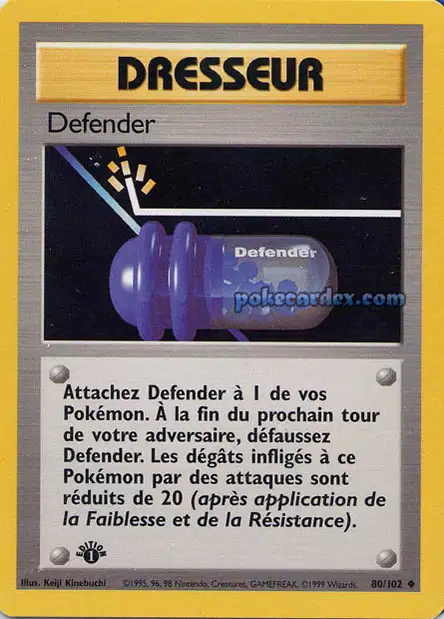 DRESSEUR
Defender
Defender
pokecardex.com
Attachez Defender à 1 de vos
Pokémon. À la fin du prochain tour
de votre adversaire, défaussez
Defender. Les dégâts infligés à ce
Pokémon par des attaques sont
réduits de 20 (après application de
la Faiblesse et de la Résistance).
EDITION
1
Illus. Keiji Kinebuchi ©1995, 96, 98 Nintendo, Creatures, GAMEFREAK. ©1999 Wizards. 80/102 ◆